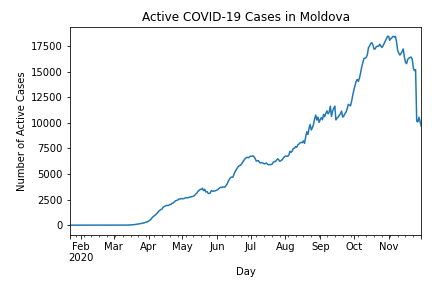 Active COVID-19 Cases in Moldova
Number of Active Cases
17500
15000
12500
10000
7500
5000
2500
0
Feb Mar Apr May Jun Jul Aug Sep Oct Nov
2020
Day